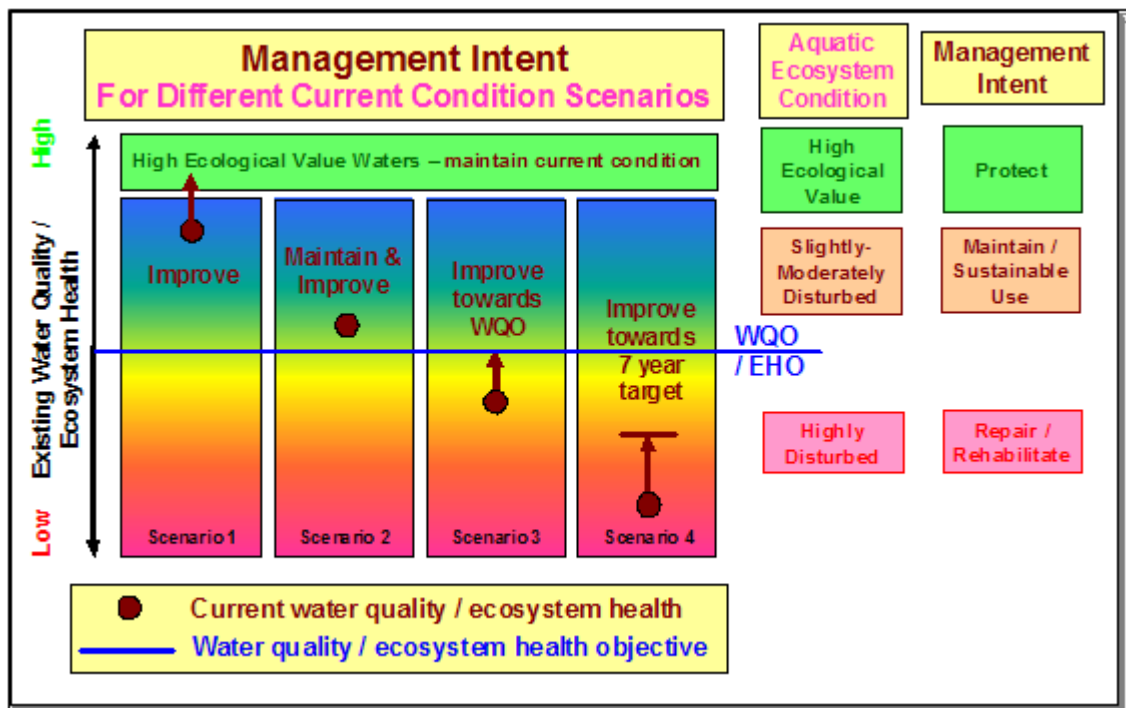 Management Intent
For Different Current Condition Scenarios
Aquatic
Ecosystem
Condition
Management
Intent
High
Existing Water Quality /
Ecosystem Health
Low
High Ecological Value Waters – maintain current condition
High
Ecological
Value
Protect
Improve
Maintain &
Improve
Improve
towards
WQO
Improve
towards
7 year
target
Slightly-
Moderately
Disturbed
Maintain /
Sustainable
Use
WQO
/ EHO
Highly
Disturbed
Repair /
Rehabilitate
Scenario 1
Scenario 2
Scenario 3
Scenario 4
Current water quality / ecosystem health
Water quality / ecosystem health objective